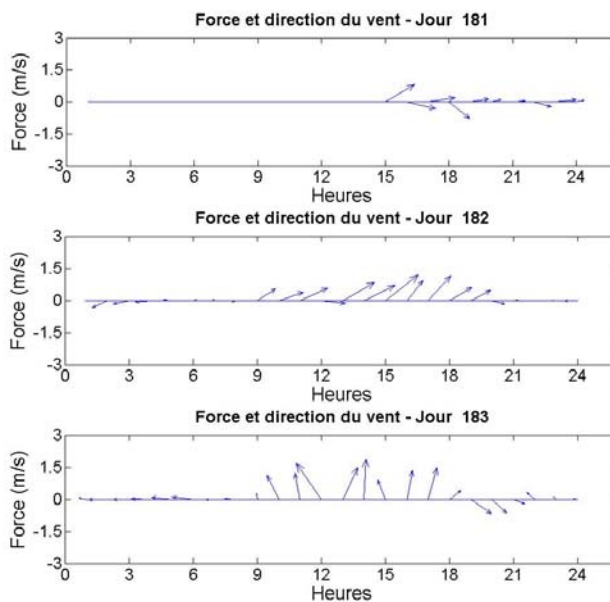 Force et direction du vent - Jour 181
Force (m/s)
3
1.5
0
-1.5
-3
0 3 6 9 12 15 18 21 24
Heures
Force et direction du vent - Jour 182
Force (m/s)
3
1.5
0
-1.5
-3
0 3 6 9 12 15 18 21 24
Heures
Force et direction du vent - Jour 183
Force (m/s)
3
1.5
0
-1.5
-3
0 3 6 9 12 15 18 21 24
Heures